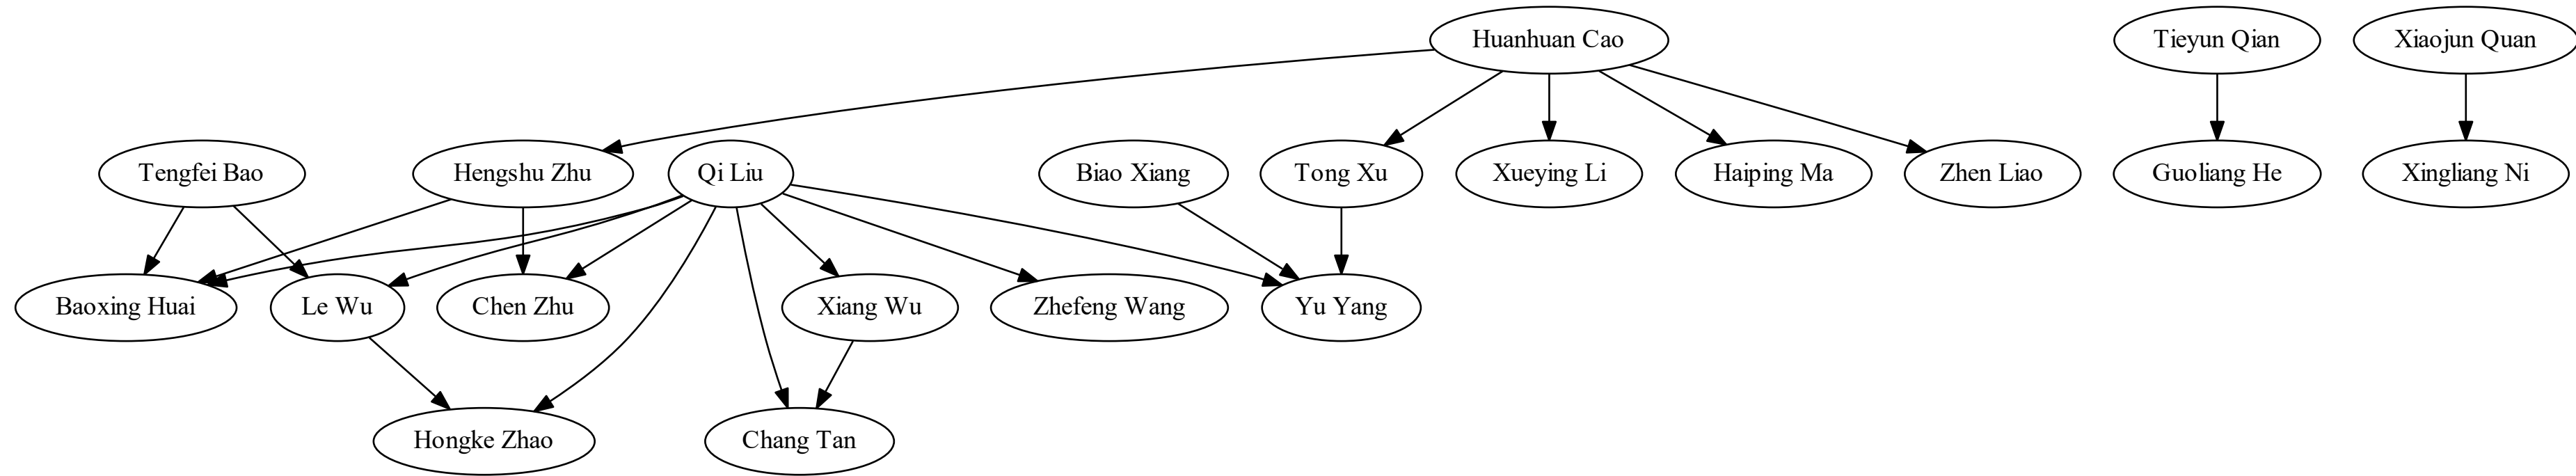 Huanhuan Cao
Tieyun Qian
Xiaojun Quan
Tengfei Bao
Hengshu Zhu
Qi Liu
Biao Xiang
Tong Xu
Xueying Li
Haiping Ma
Zhen Liao
Guoliang He
Xingliang Ni
Baoxing Huai
Le Wu
Chen Zhu
Xiang Wu
Zhefeng Wang
Yu Yang
Hongke Zhao
Chang Tan